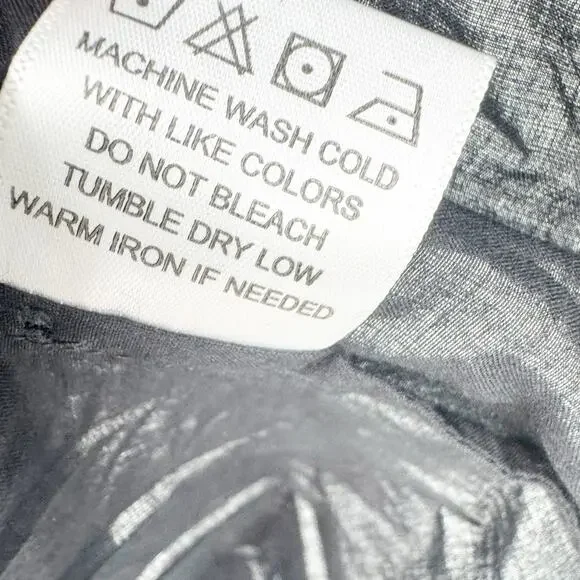 MACHINE WASH COLD
WITH LIKE COLORS
DO NOT BLEACH
TUMBLE DRY LOW
WARM IRON IF NEEDED